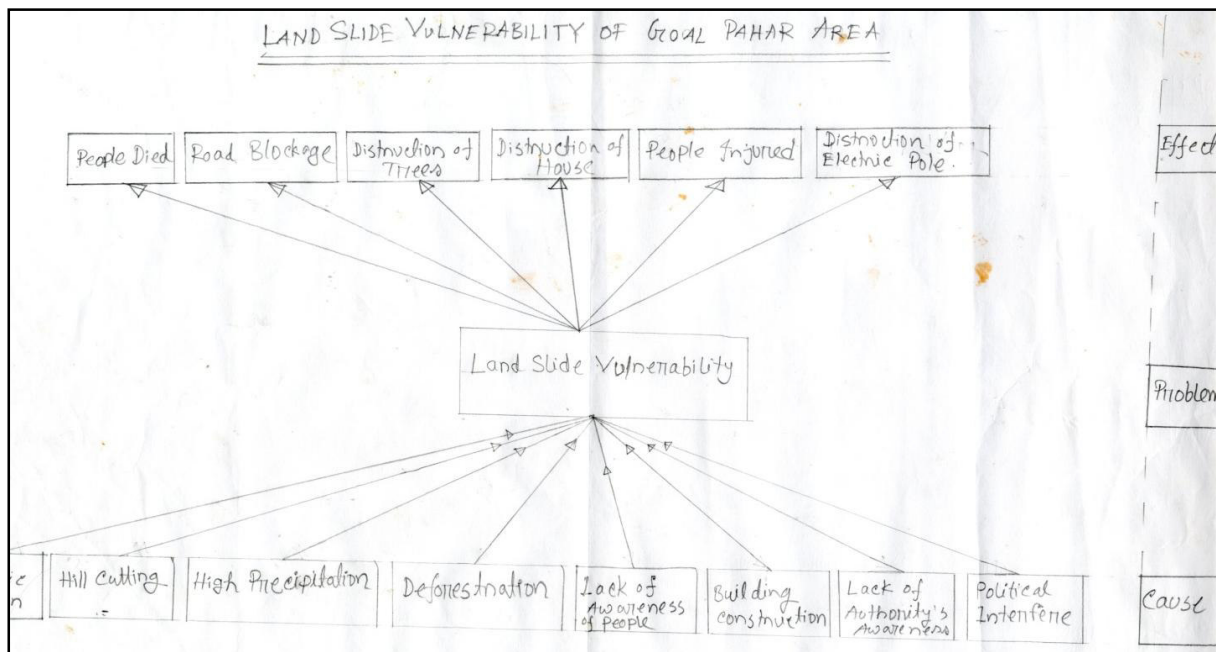 LAND SLIDE VULNERABILITY OF GOAL PAHAR AREA
People Died
Road Blockage
Distruction of
Trees
Distruction of
House
People Injured
Distruction of
Electric Pole.
Effect
Land Slide Vulnerability
Problem
Hill Cutting
High Precipitation
Deforestration
Lack of
Awareness
of People
Building
construction
Lack of
Authority's
Awareness
Political
Interfere
Cause